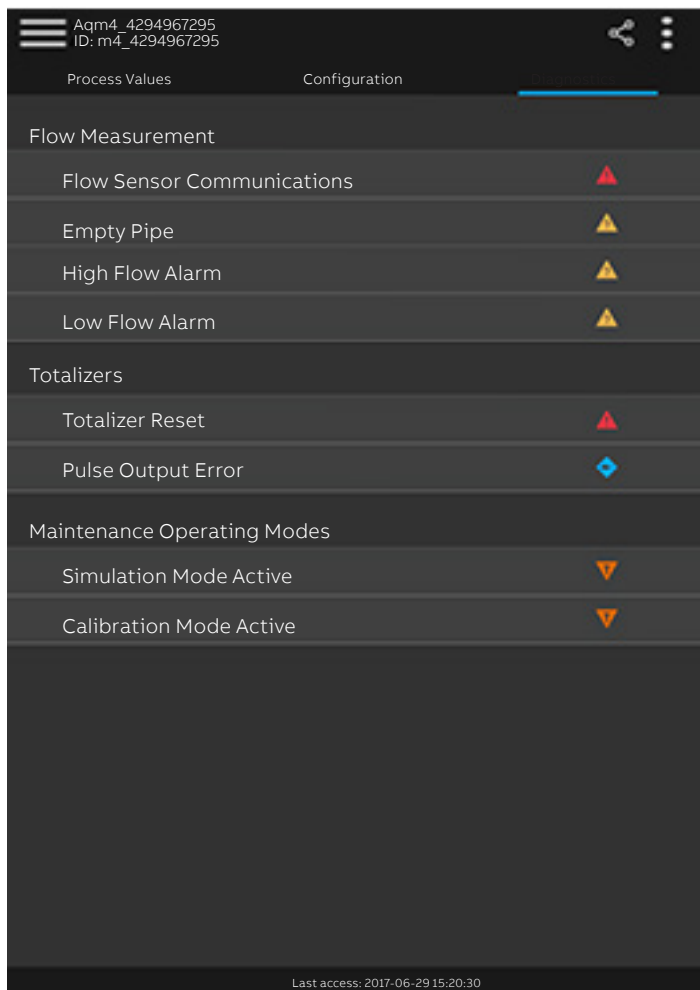 Aqm4_4294967295
ID: m4_4294967295
Process Values Configuration
Flow Measurement
Flow Sensor Communications
Empty Pipe
High Flow Alarm
Low Flow Alarm
Totalizers
Totalizer Reset
Pulse Output Error
Maintenance Operating Modes
Simulation Mode Active
Calibration Mode Active
Last access: 2017-06-29 15:20:30